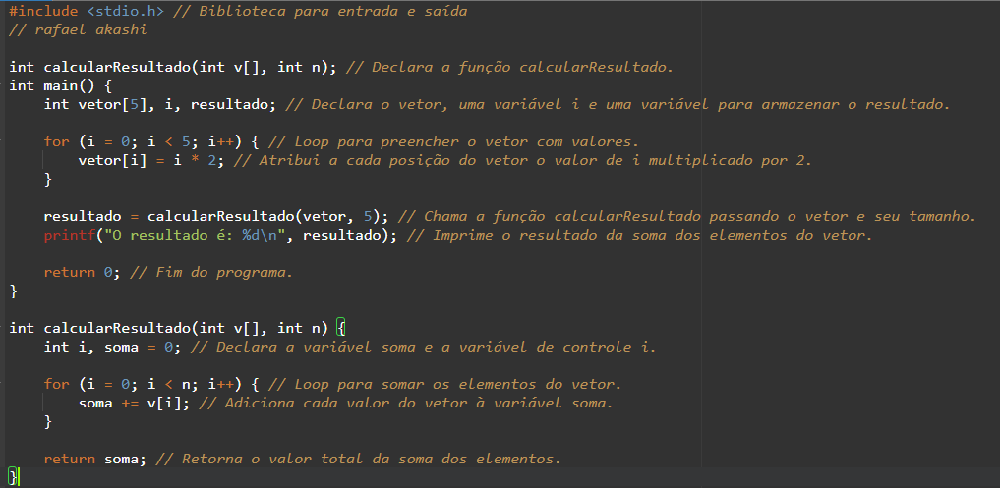 #include <stdio.h> // Biblioteca para entrada e saída
// rafael akashi
int calcularResultado(int v[], int n); // Declara a função calcularResultado.
int main() {
    int vetor[5], i, resultado; // Declara o vetor, uma variável i e uma variável para armazenar o resultado.
    for (i = 0; i < 5; i++) { // Loop para preencher o vetor com valores.
        vetor[i] = i * 2; // Atribui a cada posição do vetor o valor de i multiplicado por 2.
    }
    resultado = calcularResultado(vetor, 5); // Chama a função calcularResultado passando o vetor e seu tamanho.
    printf("O resultado é: %d\n", resultado); // Imprime o resultado da soma dos elementos do vetor.
    return 0; // Fim do programa.
}
int calcularResultado(int v[], int n) {
    int i, soma = 0; // Declara a variável soma e a variável de controle i.
    for (i = 0; i < n; i++) { // Loop para somar os elementos do vetor.
        soma += v[i]; // Adiciona cada valor do vetor à variável soma.
    }
    return soma; // Retorna o valor total da soma dos elementos.
}